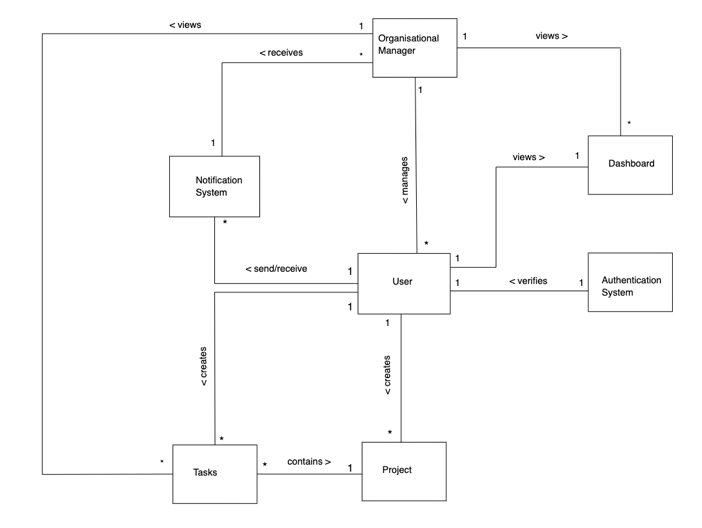 < views
1
Organisational
Manager
1
views >
< receives
*
1
*
1
views >
1
Dashboard
Notification
System
< manages
*
*
1
< send/receive
1
User
1
< verifies
1
Authentication
System
1
1
< creates
< creates
*
*
*
Tasks
*
contains >
1
Project